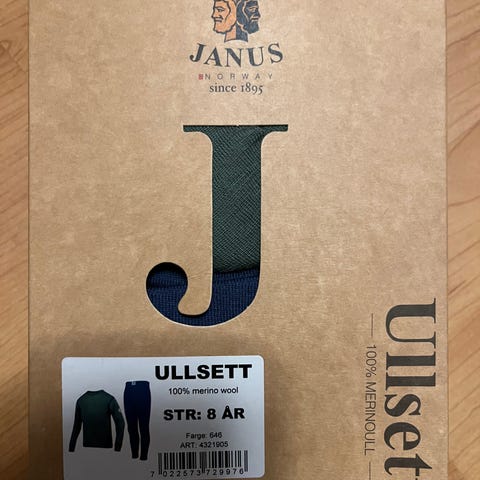 JANUS
NORWAY
since 1895
J
Ullsett
100% MERINOULL
ULLSETT
100% merino wool
STR: 8 ÅR
Farge: 646
ART: 4321905
7 022573 729976